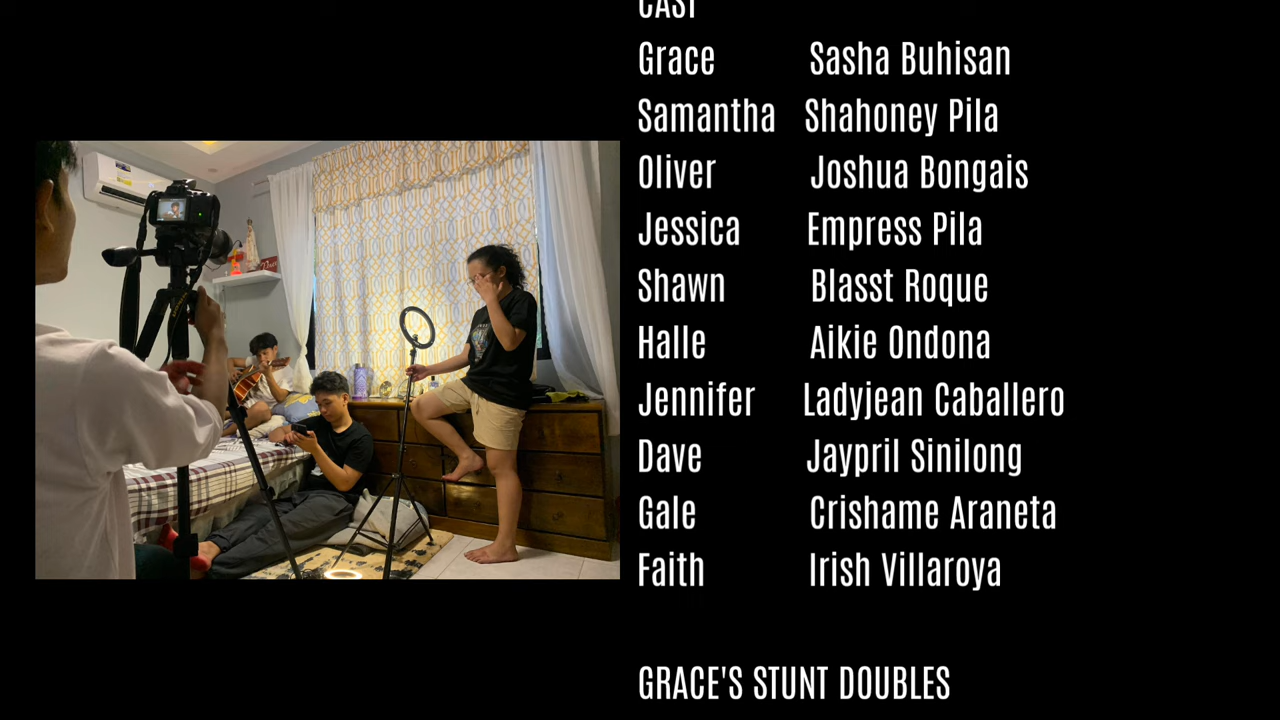 CAST
Grace Sasha Buhisan
Samantha Shahoney Pila
Oliver Joshua Bongais
Jessica Empress Pila
Shawn Blasst Roque
Halle Aikie Ondona
Jennifer Ladyjean Caballero
Dave Jaypril Sinilong
Gale Crishame Araneta
Faith Irish Villaroya
GRACE'S STUNT DOUBLES